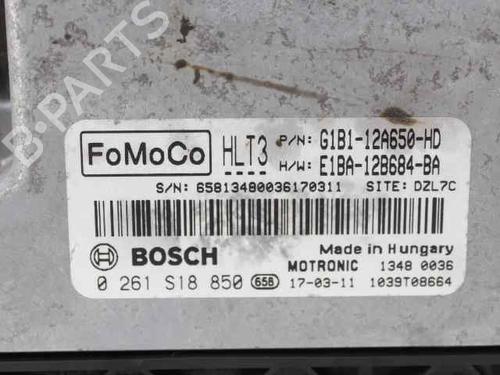 B-PARTS
FoMoCo HLT3 P/N: G1B1-12A650-HD
H/W: E1BA-12B684-BA
S/N: 65813480036170311 SITE: DZL7C
BOSCH Made in Hungary
MOTRONIC 1348 0036
0 261 S18 850 658 17-03-11 1039T08664